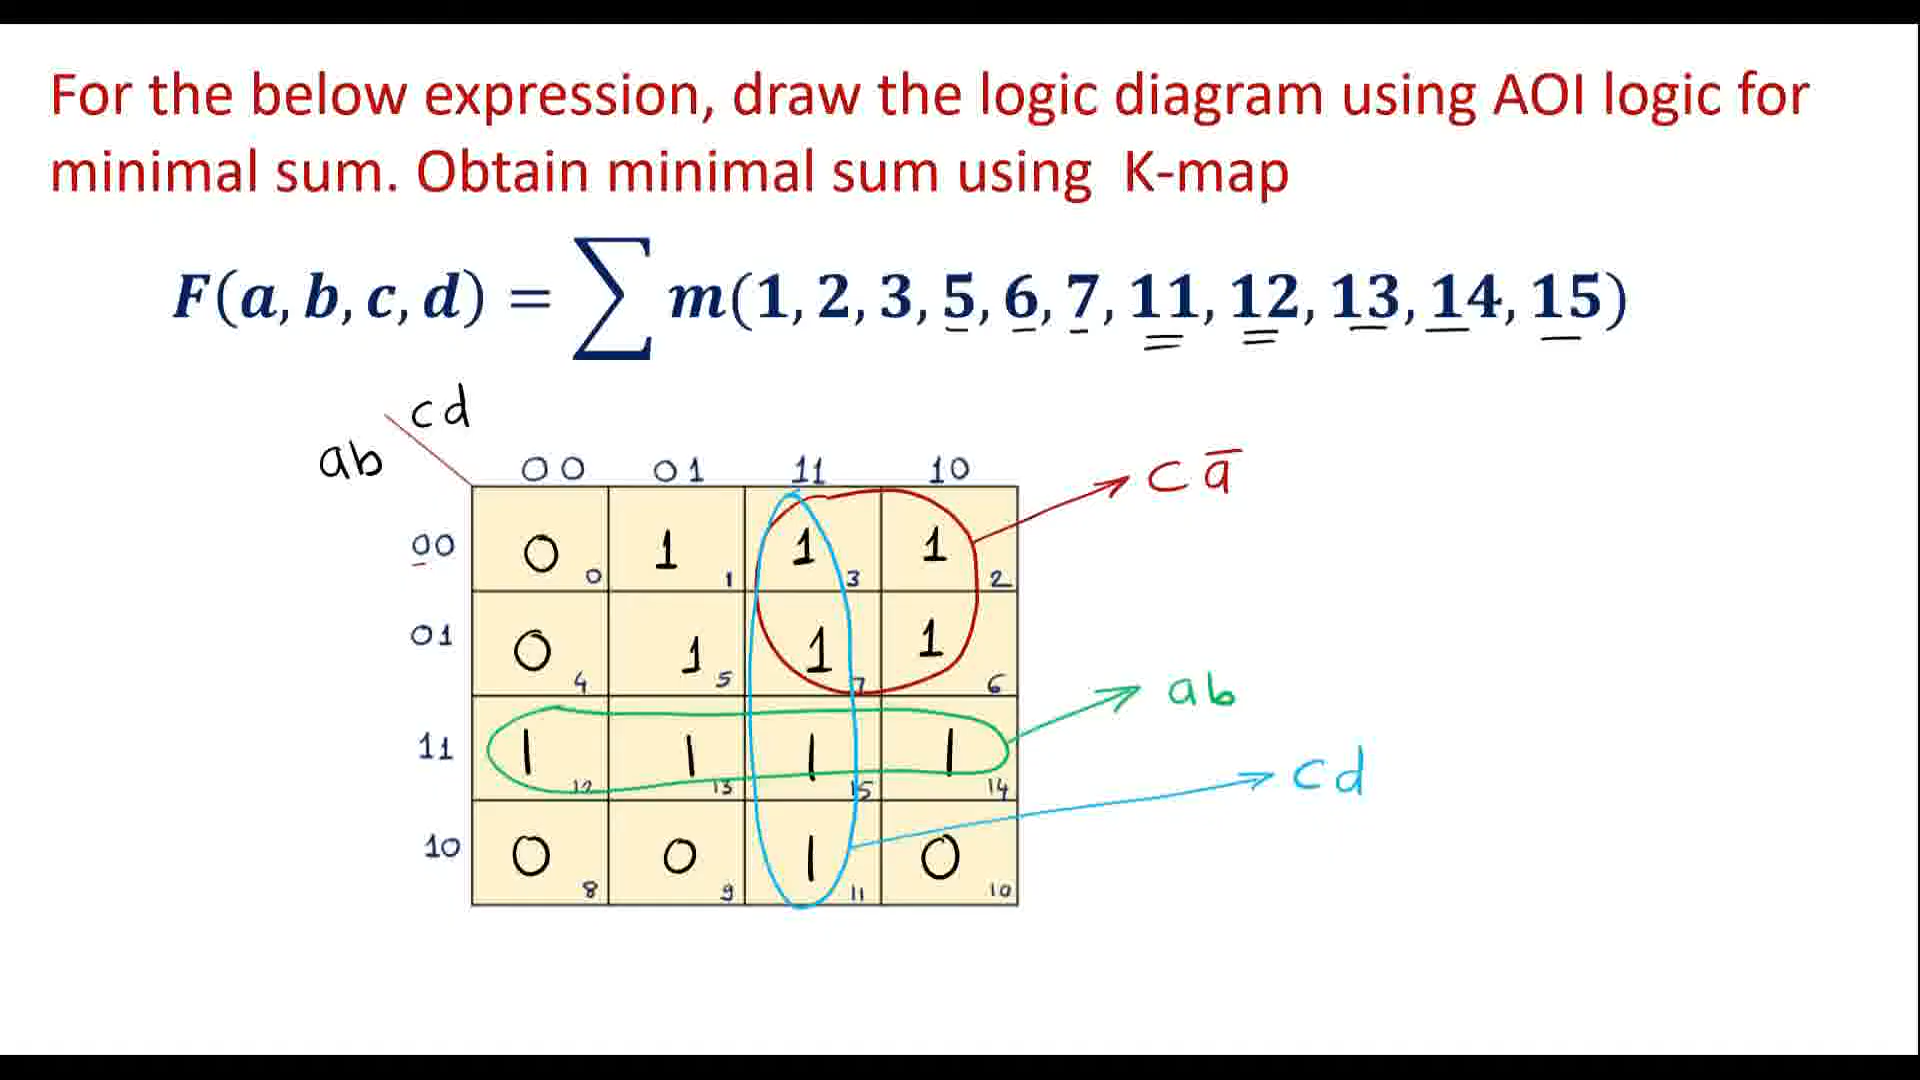 For the below expression, draw the logic diagram using AOI logic for
minimal sum. Obtain minimal sum using K-map
F(a, b, c, d) = ∑ m(1, 2, 3, 5, 6, 7, 11, 12, 13, 14, 15)
cd
ab
00 01 11 10
c a̅
00 0 0 1 1 1 3 1 2
01 0 4 1 5 1 7 1 6
ab
11 1 12 1 13 1 15 1 14
cd
10 0 8 0 9 1 11 0 10